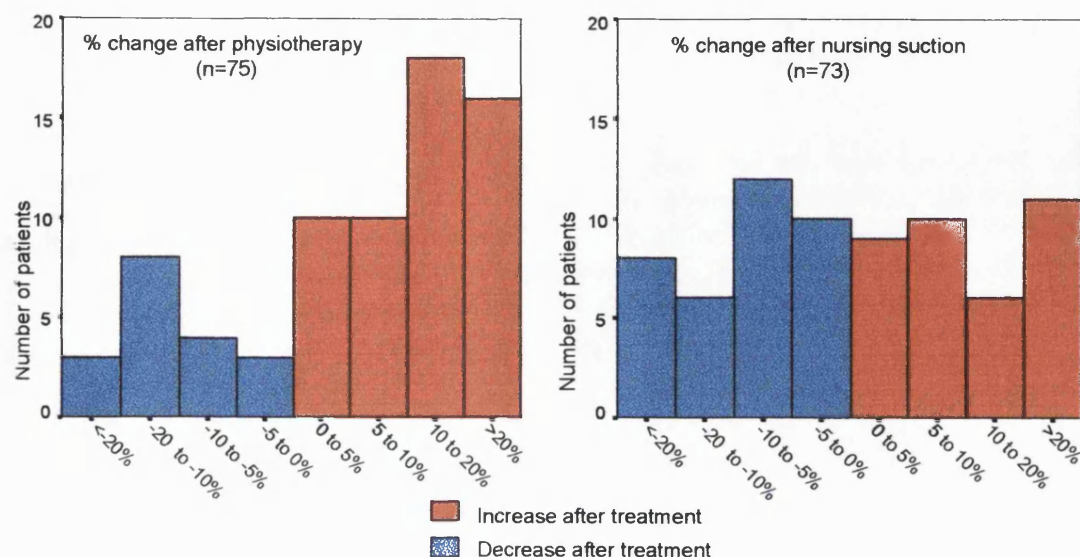 % change after physiotherapy
(n=75)
Number of patients
20
15
10
5
0
<-20%
-20 to -10%
-10 to -5%
-5 to 0%
0 to 5%
5 to 10%
10 to 20%
>20%
% change after nursing suction
(n=73)
Number of patients
20
15
10
5
0
<-20%
-20 to -10%
-10 to -5%
-5 to 0%
0 to 5%
5 to 10%
10 to 20%
>20%
Increase after treatment
Decrease after treatment